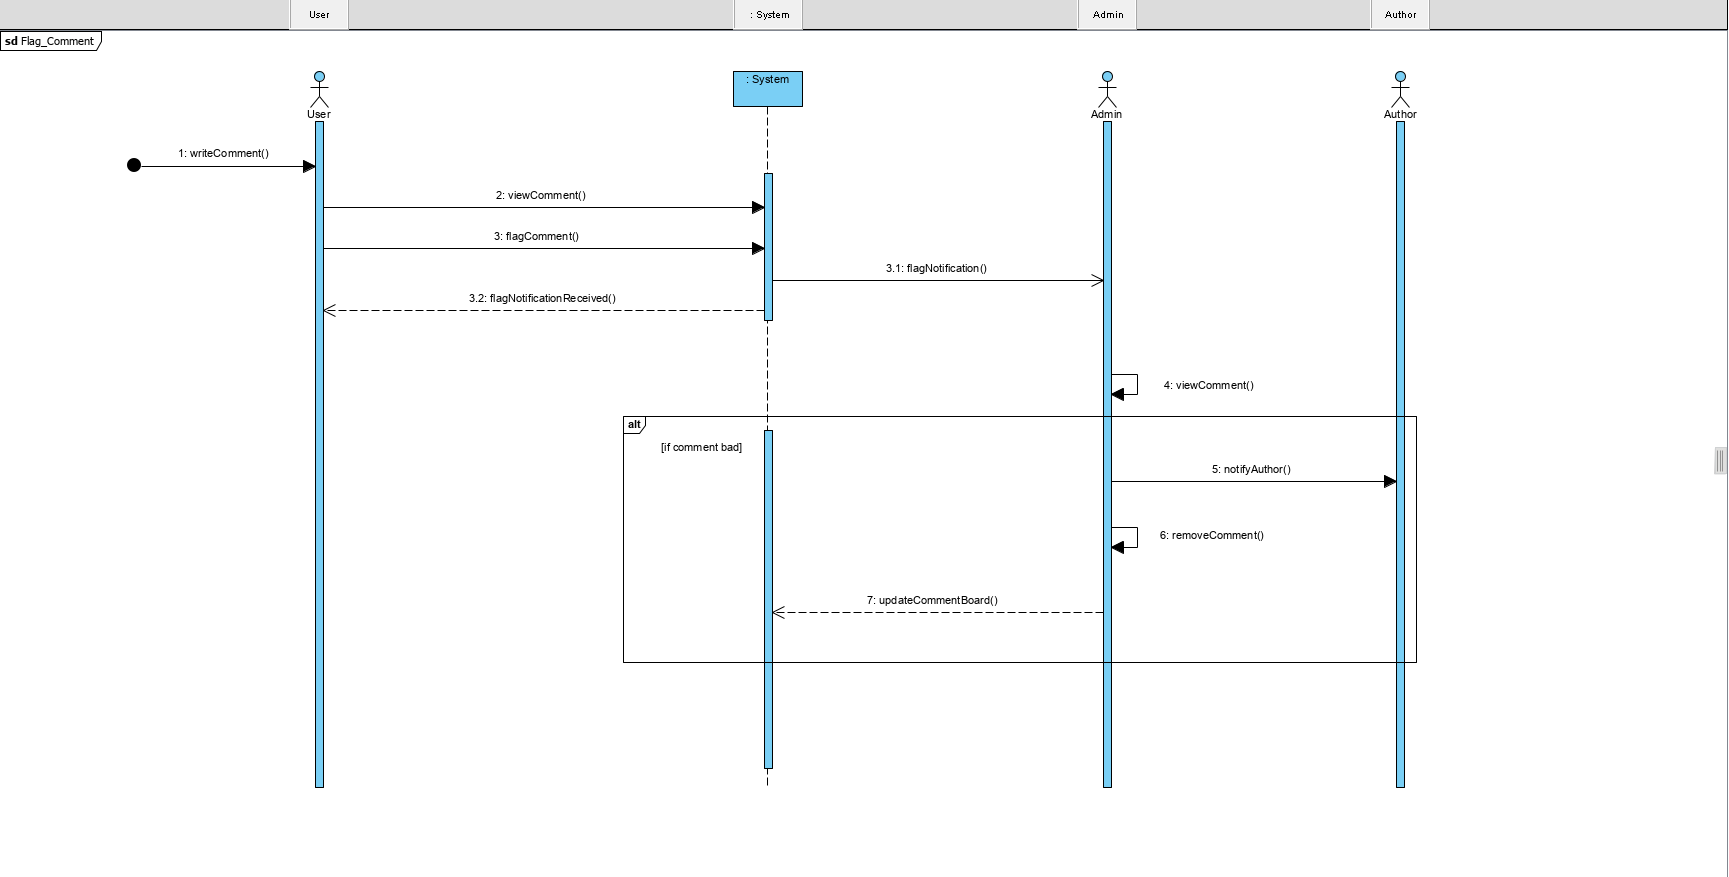 User
: System
Admin
Author
sd Flag_Comment
: System
User
Admin
Author
1: writeComment()
2: viewComment()
3: flagComment()
3.1: flagNotification()
3.2: flagNotificationReceived()
4: viewComment()
alt
[if comment bad]
5: notifyAuthor()
6: removeComment()
7: updateCommentBoard()